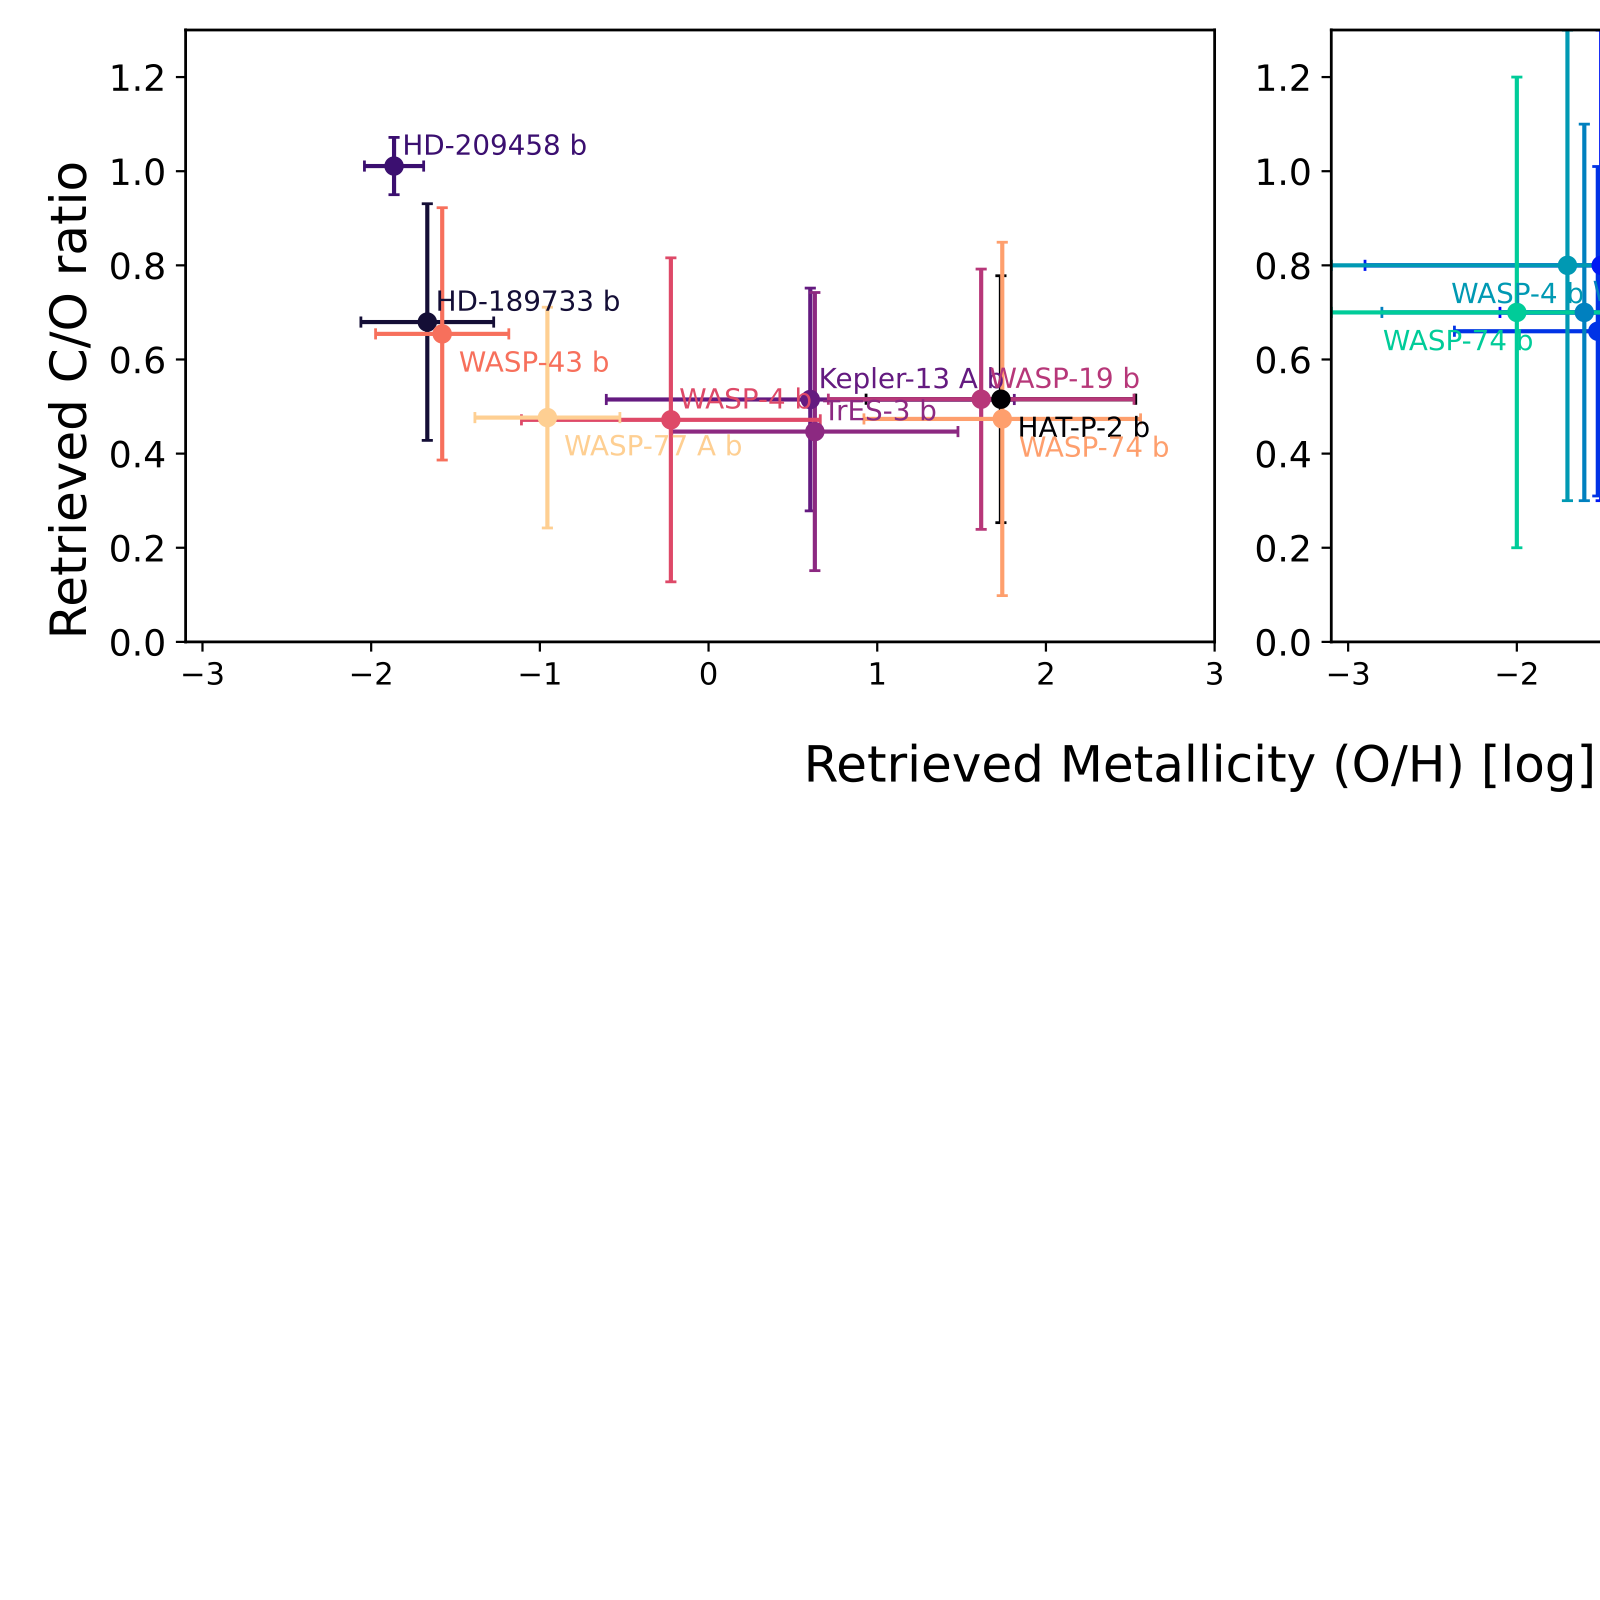 Retrieved C/O ratio
1.2
1.0
0.8
0.6
0.4
0.2
0.0
HD-209458 b
HD-189733 b
WASP-43 b
Kepler-13 A b
WASP-19 b
WASP-4 b
TrES-3 b
HAT-P-2 b
WASP-77 A b
WASP-74 b
−3 −2 −1 0 1 2 3
1.2
1.0
0.8
0.6
0.4
0.2
0.0
WASP-4 b
WASP-74 b
−3 −2
Retrieved Metallicity (O/H) [log]